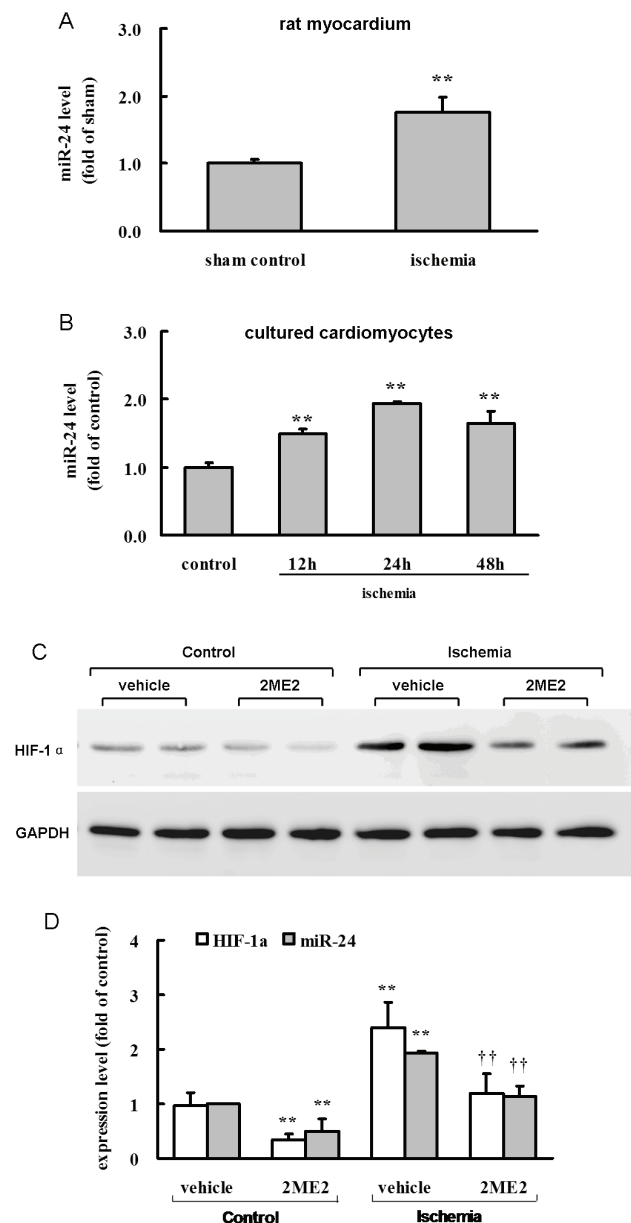 A
rat myocardium
miR-24 level
(fold of sham)
3.0
2.0
1.0
0.0
**
sham control ischemia
B
cultured cardiomyocytes
miR-24 level
(fold of control)
3.0
2.0
1.0
0.0
** ** **
control 12h 24h 48h
ischemia
C
Control Ischemia
vehicle 2ME2 vehicle 2ME2
HIF-1 α
GAPDH
D
HIF-1a miR-24
expression level (fold of control)
4
3
2
1
0
** ** ** ** †† ††
vehicle 2ME2 vehicle 2ME2
Control Ischemia